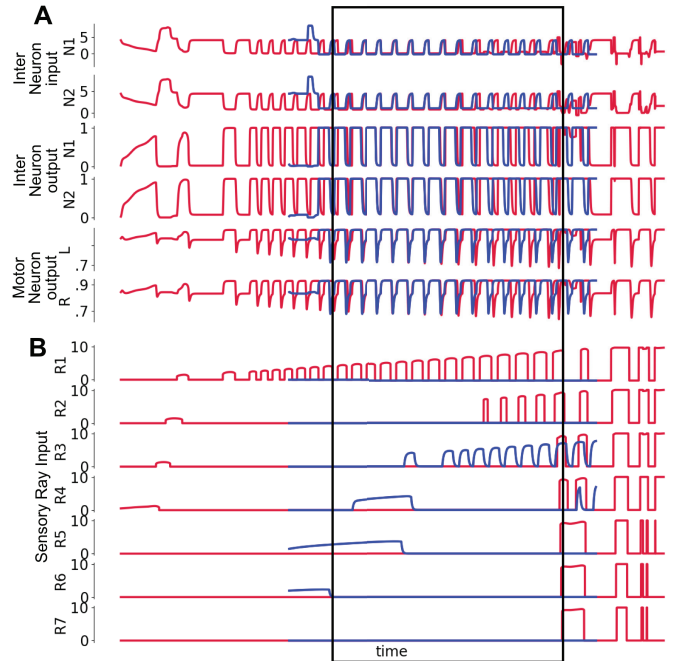 A
Inter Neuron input
N1
5
0
N2
5
0
Inter Neuron output
N1
1
0
N2
1
0
Motor Neuron output
L
.7
R
.9
.7
B
Sensory Ray Input
R1
10
0
R2
10
0
R3
10
0
R4
10
0
R5
10
0
R6
10
0
R7
10
0
time